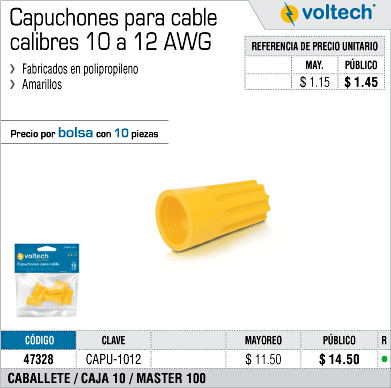 Capuchones para cable
calibres 10 a 12 AWG
voltech®
› Fabricados en polipropileno
› Amarillos
REFERENCIA DE PRECIO UNITARIO
MAY. PÚBLICO
$ 1.15 $ 1.45
Precio por bolsa con 10 piezas
voltech
Capuchones para cable
CÓDIGO CLAVE MAYOREO PÚBLICO R
47328 CAPU-1012 $ 11.50 $ 14.50
CABALLETE / CAJA 10 / MASTER 100